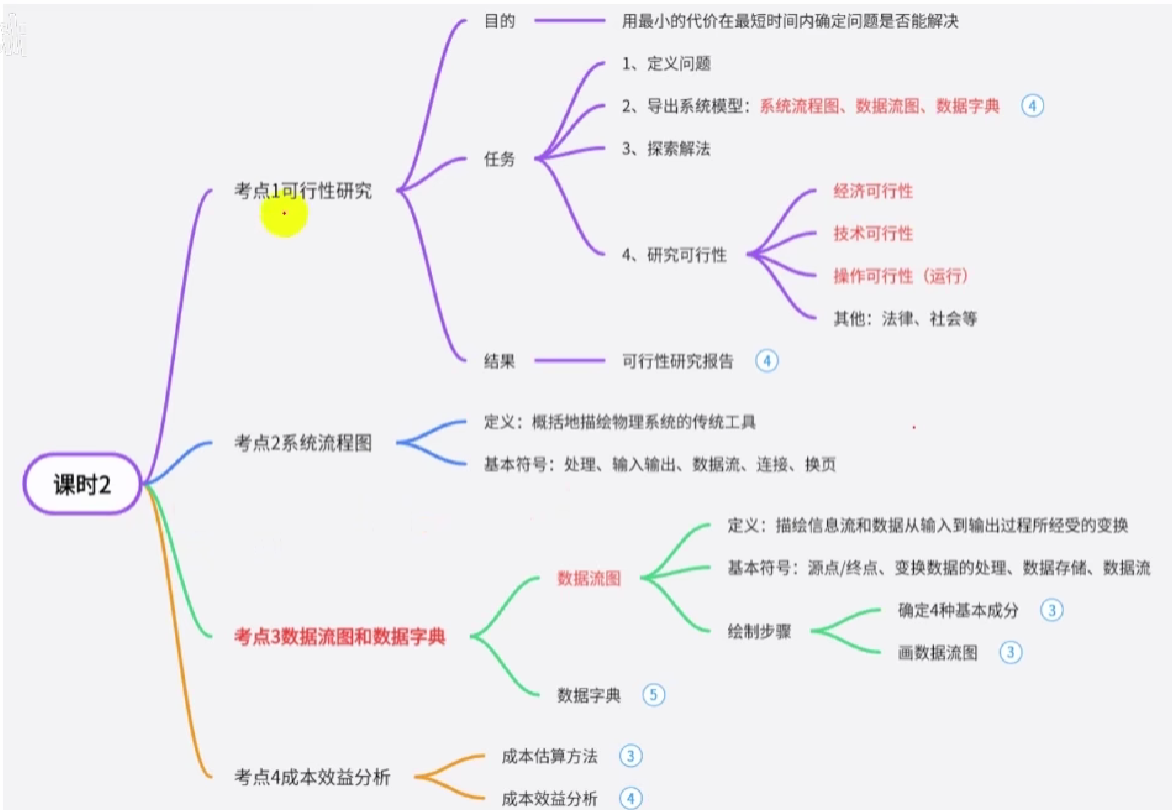 目的
用最小的代价在最短时间内确定问题是否能解决
1、定义问题
2、导出系统模型：系统流程图、数据流图、数据字典 4
任务
3、探索解法
考点1可行性研究
经济可行性
技术可行性
4、研究可行性
操作可行性（运行）
其他：法律、社会等
结果
可行性研究报告 4
定义：概括地描绘物理系统的传统工具
考点2系统流程图
基本符号：处理、输入输出、数据流、连接、换页
课时2
定义：描绘信息流和数据从输入到输出过程所经受的变换
数据流图
基本符号：源点/终点、变换数据的处理、数据存储、数据流
确定4种基本成分 3
绘制步骤
考点3数据流图和数据字典
画数据流图 3
数据字典 5
成本估算方法 3
考点4成本效益分析
成本效益分析 4